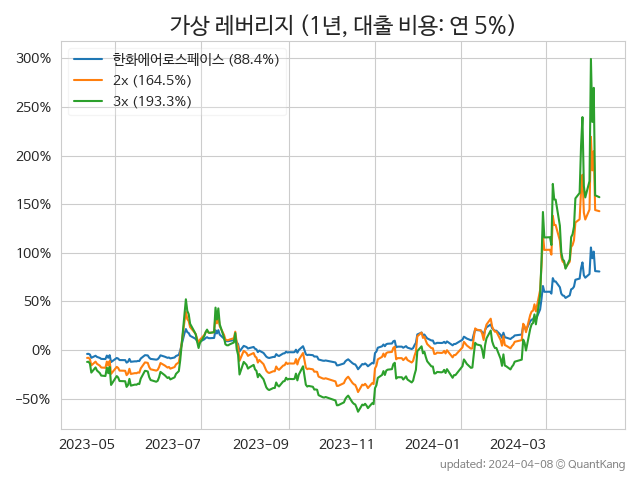 가상 레버리지 (1년, 대출 비용: 연 5%)
한화에어로스페이스 (88.4%)
2x (164.5%)
3x (193.3%)
300%
250%
200%
150%
100%
50%
0%
−50%
2023-05 2023-07 2023-09 2023-11 2024-01 2024-03
updated: 2024-04-08 © QuantKang